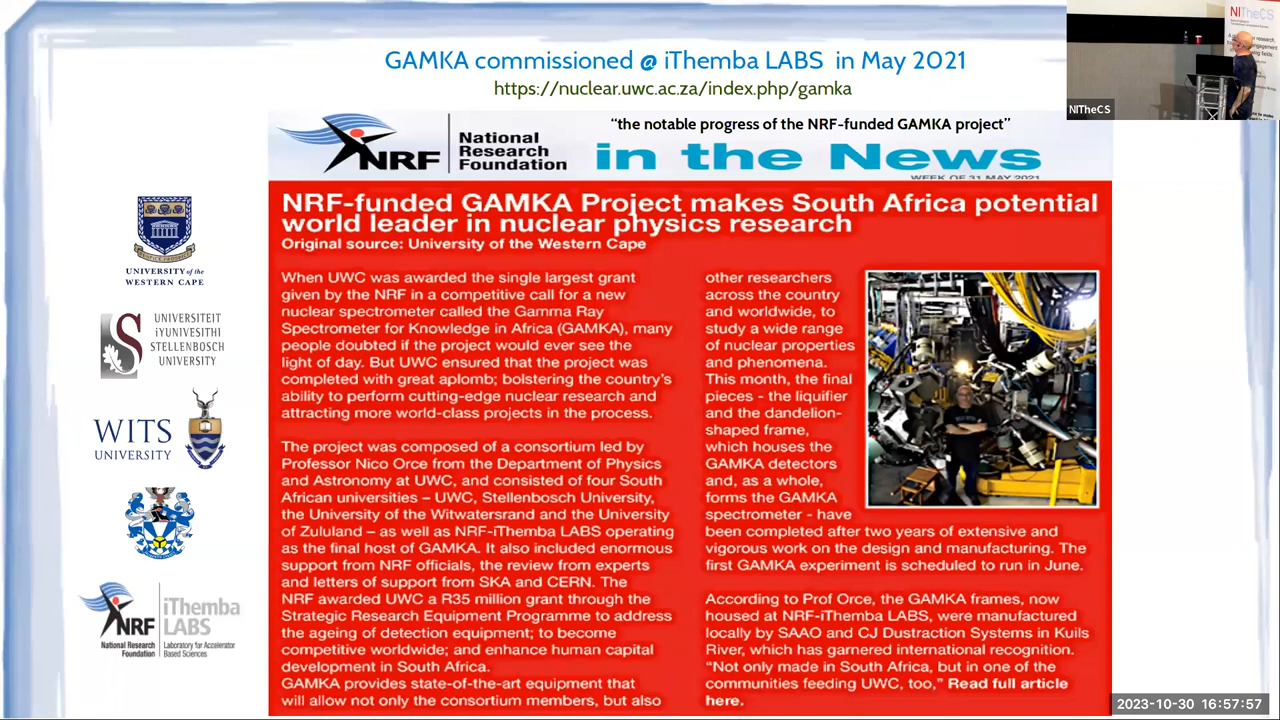 GAMKA commissioned @ iThemba LABS in May 2021
https://nuclear.uwc.ac.za/index.php/gamka
NITheCS
NITheCS
"the notable progress of the NRF-funded GAMKA project"
NRF
National
Research
Foundation
in the News
WEEK OF 31 MAY 2021
NRF-funded GAMKA Project makes South Africa potential
world leader in nuclear physics research
Original source: University of the Western Cape
When UWC was awarded the single largest grant
given by the NRF in a competitive call for a new
nuclear spectrometer called the Gamma Ray
Spectrometer for Knowledge in Africa (GAMKA), many
people doubted if the project would ever see the
light of day. But UWC ensured that the project was
completed with great aplomb; bolstering the country's
ability to perform cutting-edge nuclear research and
attracting more world-class projects in the process.
The project was composed of a consortium led by
Professor Nico Orce from the Department of Physics
and Astronomy at UWC, and consisted of four South
African universities – UWC, Stellenbosch University,
the University of the Witwatersrand and the University
of Zululand – as well as NRF-iThemba LABS operating
as the final host of GAMKA. It also included enormous
support from NRF officials, the review from experts
and letters of support from SKA and CERN. The
NRF awarded UWC a R35 million grant through the
Strategic Research Equipment Programme to address
the ageing of detection equipment; to become
competitive worldwide; and enhance human capital
development in South Africa.
GAMKA provides state-of-the-art equipment that
will allow not only the consortium members, but also
other researchers
across the country
and worldwide, to
study a wide range
of nuclear properties
and phenomena.
This month, the final
pieces - the liquifier
and the dandelion-
shaped frame,
which houses the
GAMKA detectors
and, as a whole,
forms the GAMKA
spectrometer - have
been completed after two years of extensive and
vigorous work on the design and manufacturing. The
first GAMKA experiment is scheduled to run in June.
According to Prof Orce, the GAMKA frames, now
housed at NRF-iThemba LABS, were manufactured
locally by SAAO and CJ Dustraction Systems in Kuils
River, which has garnered international recognition.
"Not only made in South Africa, but in one of the
communities feeding UWC, too," Read full article
here.
UNIVERSITY of the
WESTERN CAPE
UNIVERSITEIT
iYUNIVESITHI
STELLENBOSCH
UNIVERSITY
WITS
UNIVERSITY
NRF
National Research
Foundation
iThemba
LABS
Laboratory for Accelerator
Based Sciences
2023-10-30 16:57:57